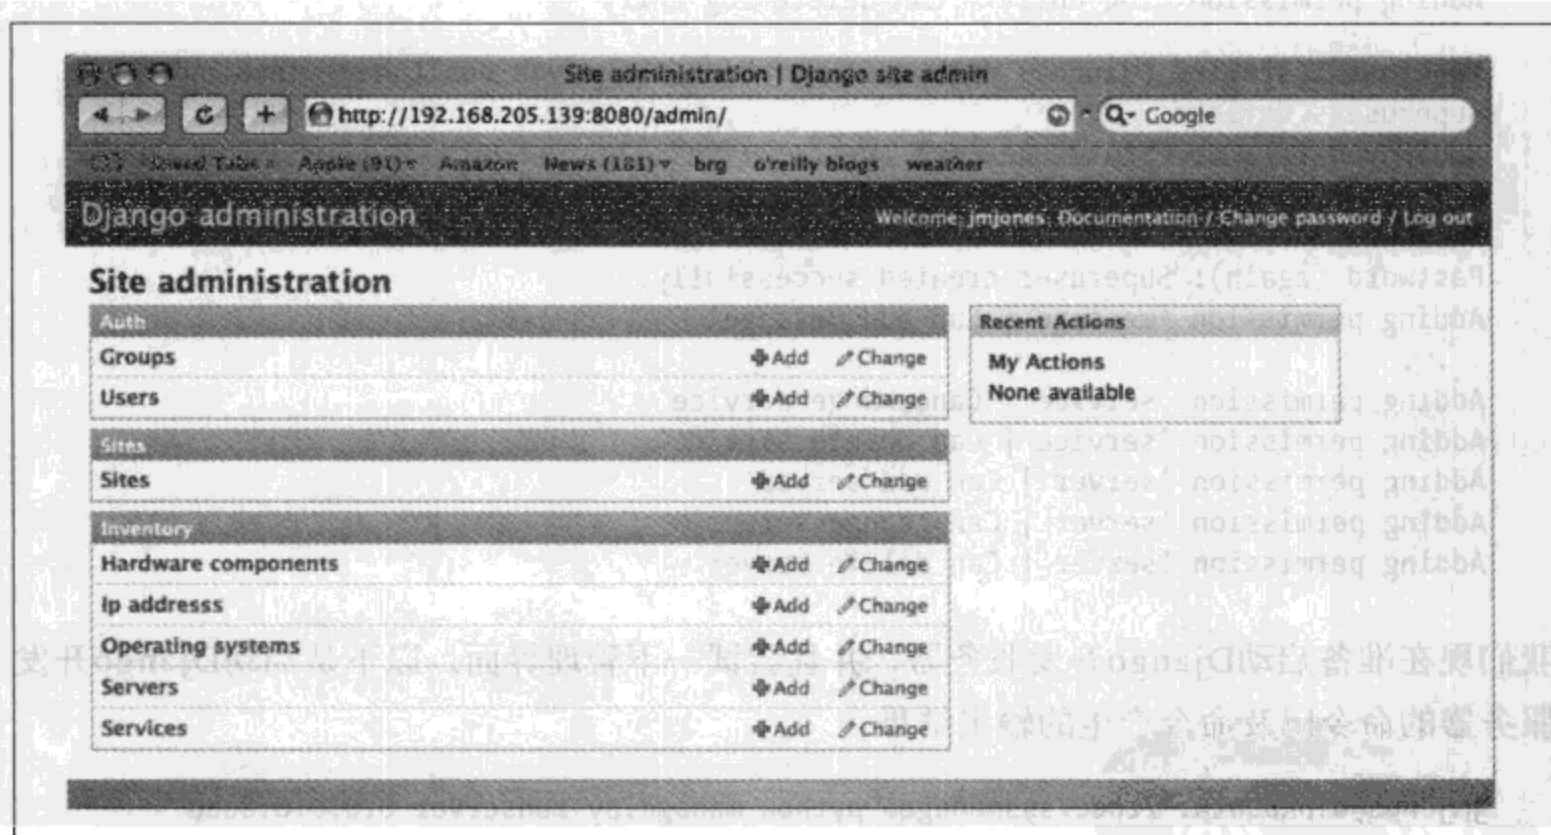 Site administration | Django site admin
http://192.168.205.139:8080/admin/
Google
Apple (91) Amazon News (181) brg o'reilly blogs weather
Django administration
Welcome, jmjones. Documentation / Change password / Log out
Site administration
Auth
Groups Add Change
Users Add Change
Sites
Sites Add Change
Inventory
Hardware components Add Change
Ip addresss Add Change
Operating systems Add Change
Servers Add Change
Services Add Change
Recent Actions
My Actions
None available